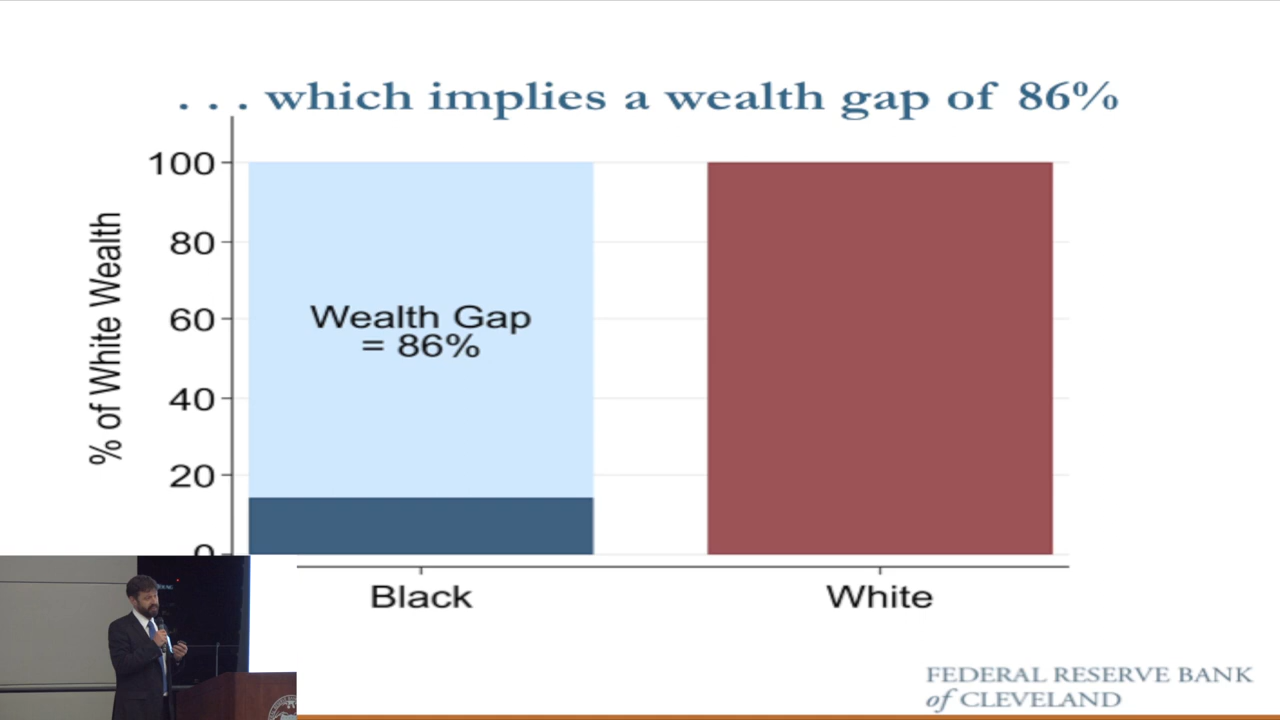 . . . which implies a wealth gap of 86%
100
80
60
40
20
0
% of White Wealth
Wealth Gap
= 86%
Black
White
FEDERAL RESERVE BANK
of CLEVELAND